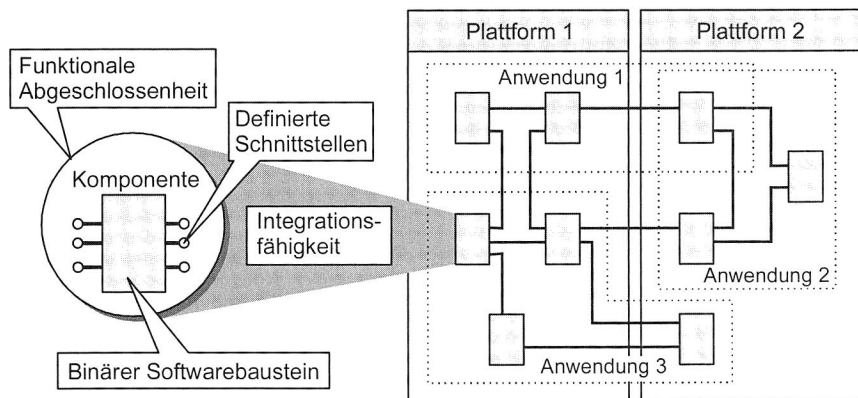 Funktionale
Abgeschlossenheit
Definierte
Schnittstellen
Komponente
Integrations-
fähigkeit
Binärer Softwarebaustein
Plattform 1
Plattform 2
Anwendung 1
Anwendung 2
Anwendung 3